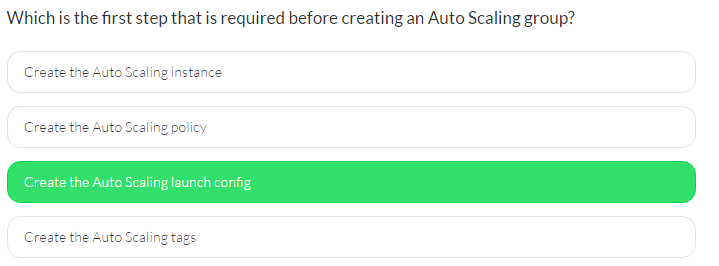 Which is the first step that is required before creating an Auto Scaling group?
Create the Auto Scaling instance
Create the Auto Scaling policy
Create the Auto Scaling launch config
Create the Auto Scaling tags